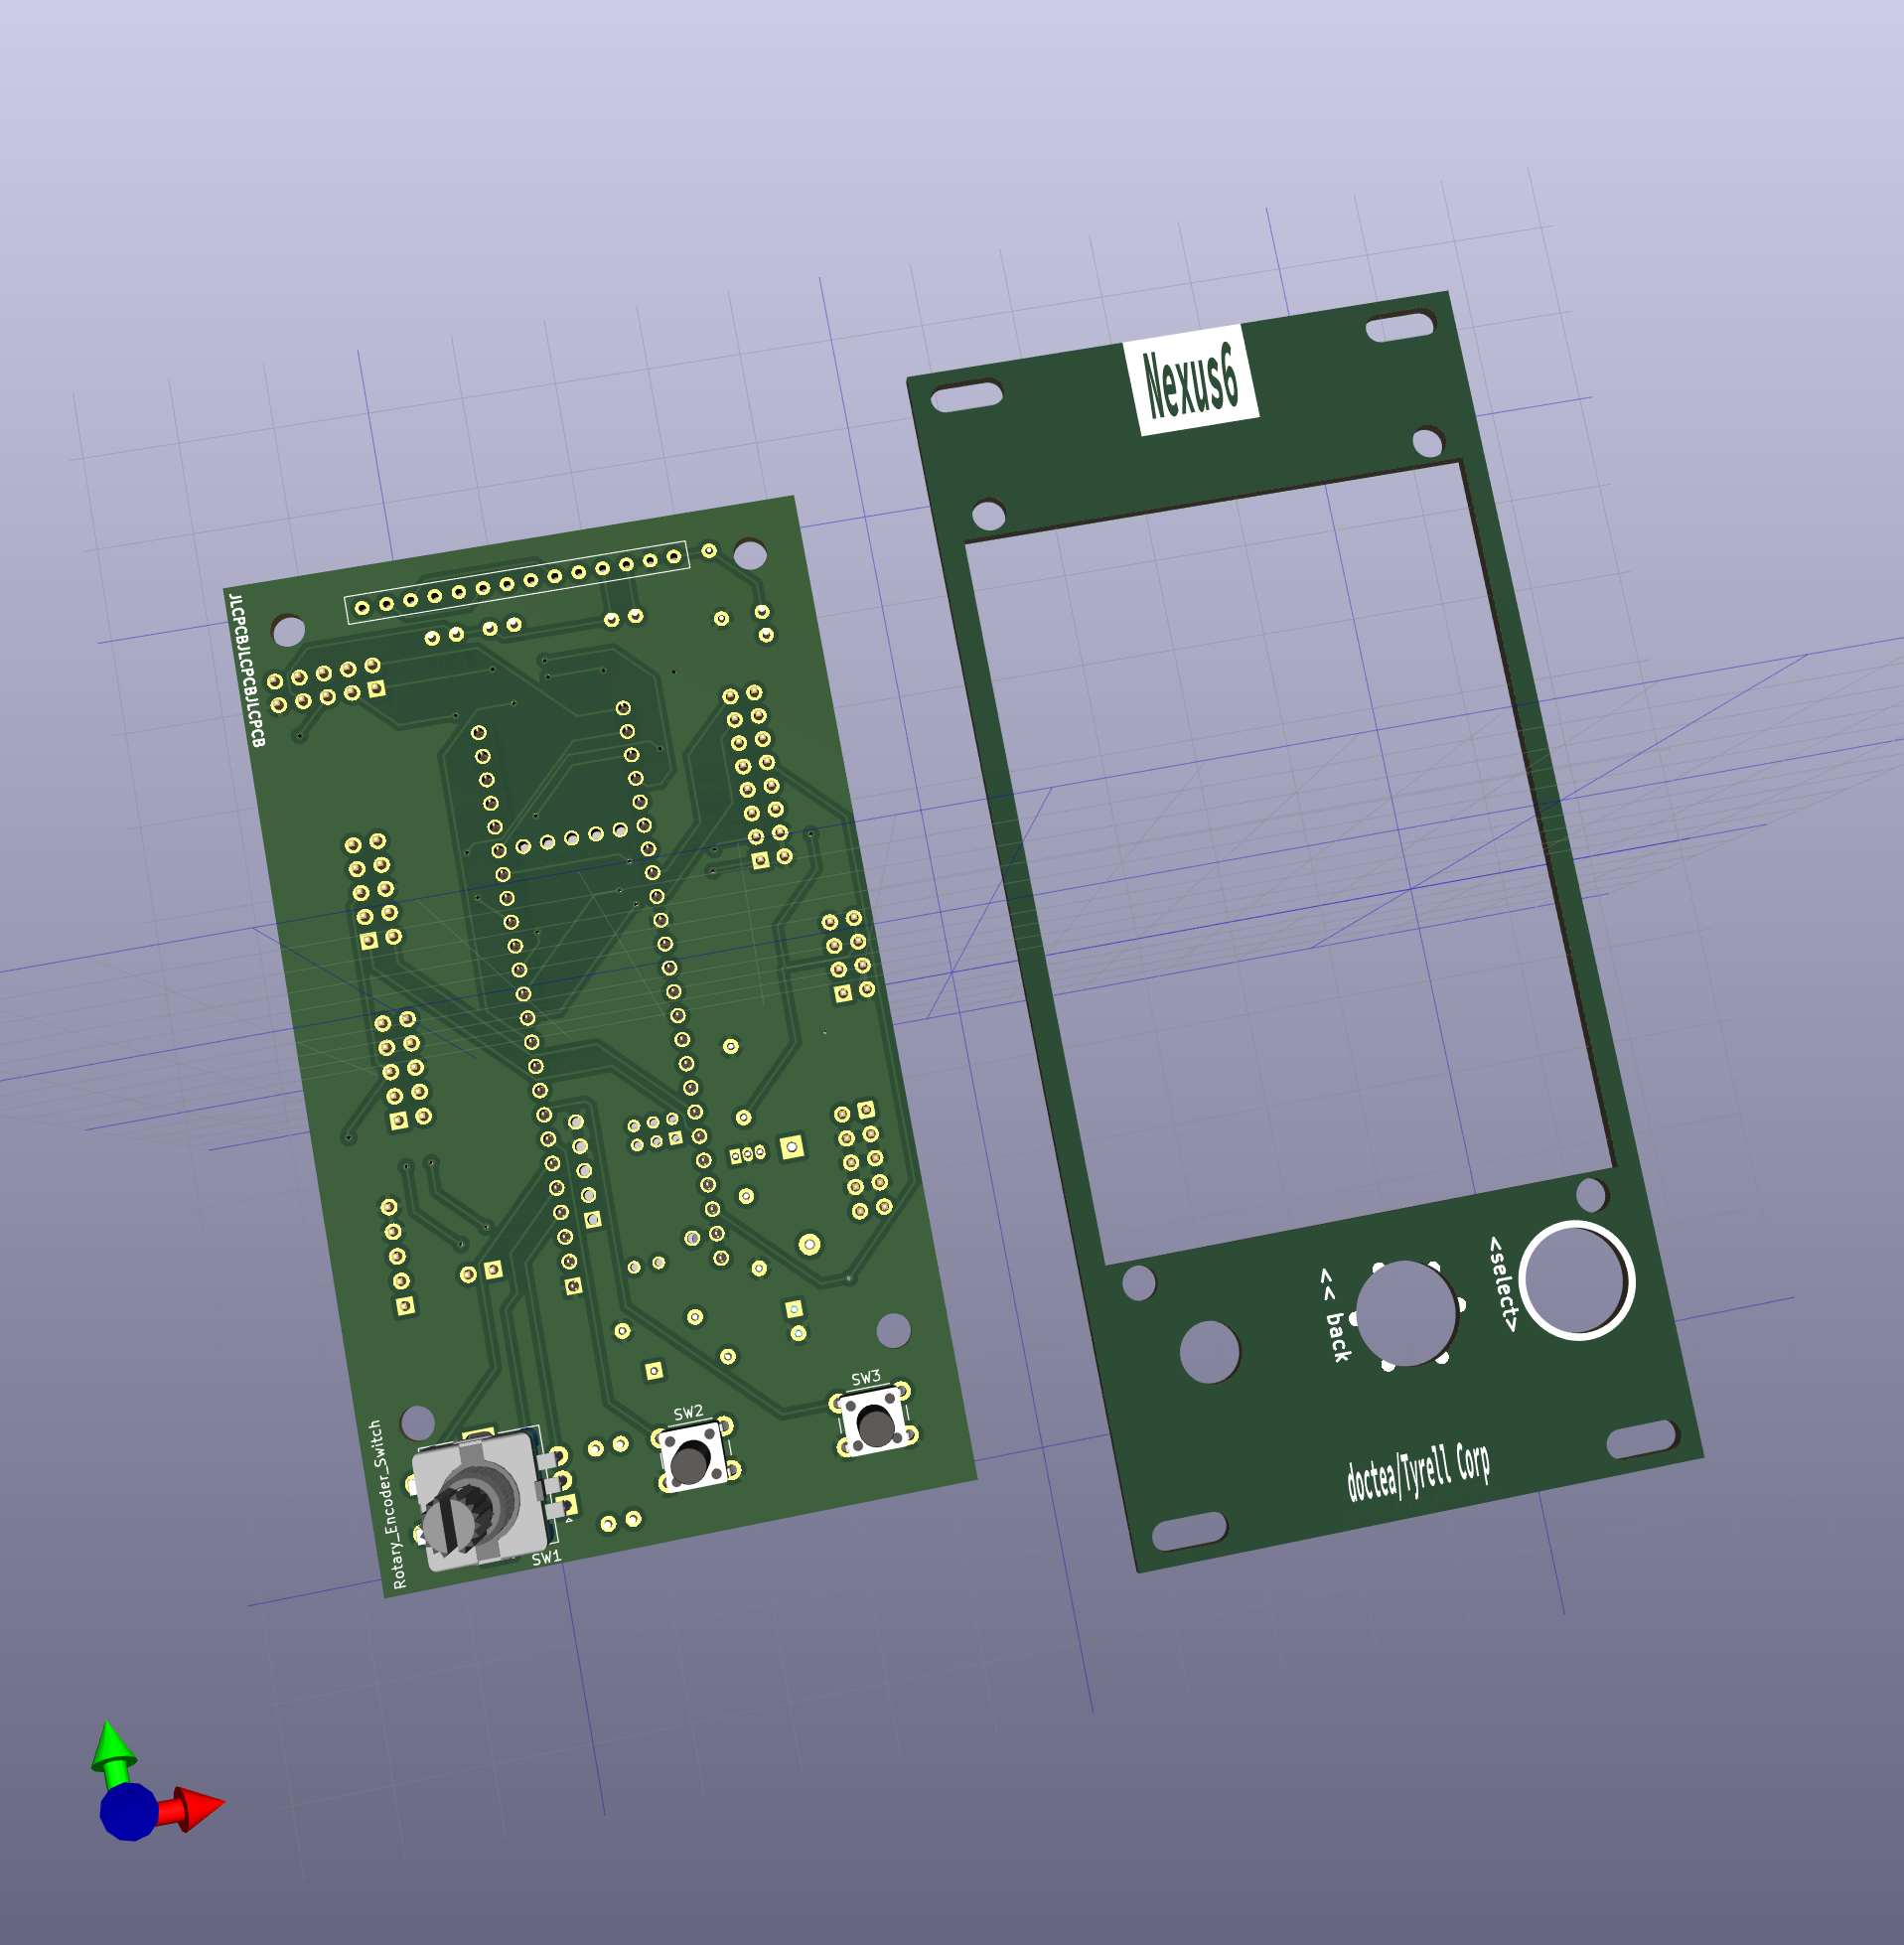 Nexus6
JLCPCBJLCPCBJLCPCB
<select>
<< back
SW3
SW2
Rotary_Encoder_Switch
SW1
doctea/Tyrell Corp